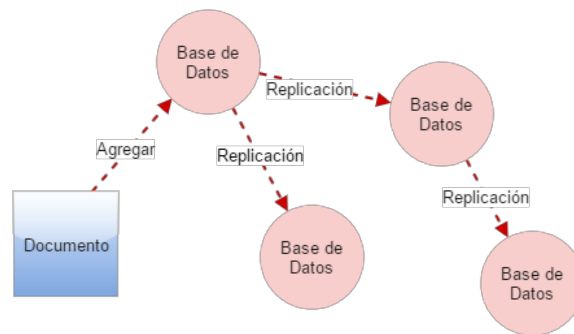 Base de
Datos
Replicación
Base de
Datos
Agregar
Replicación
Replicación
Documento
Base de
Datos
Base de
Datos